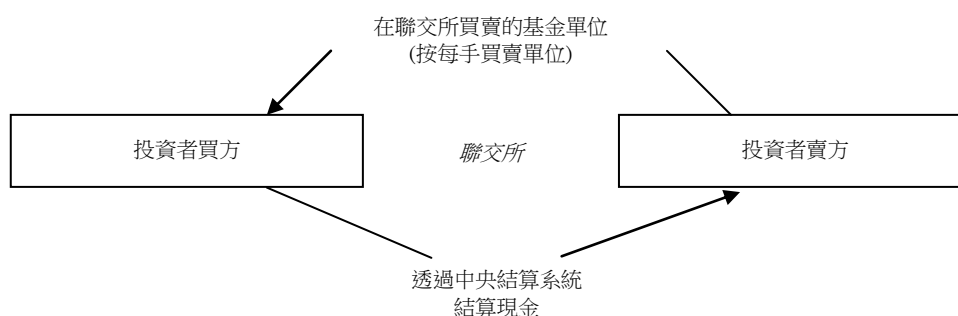 在聯交所買賣的基金單位
(按每手買賣單位)
投資者買方
聯交所
投資者賣方
透過中央結算系統
結算現金